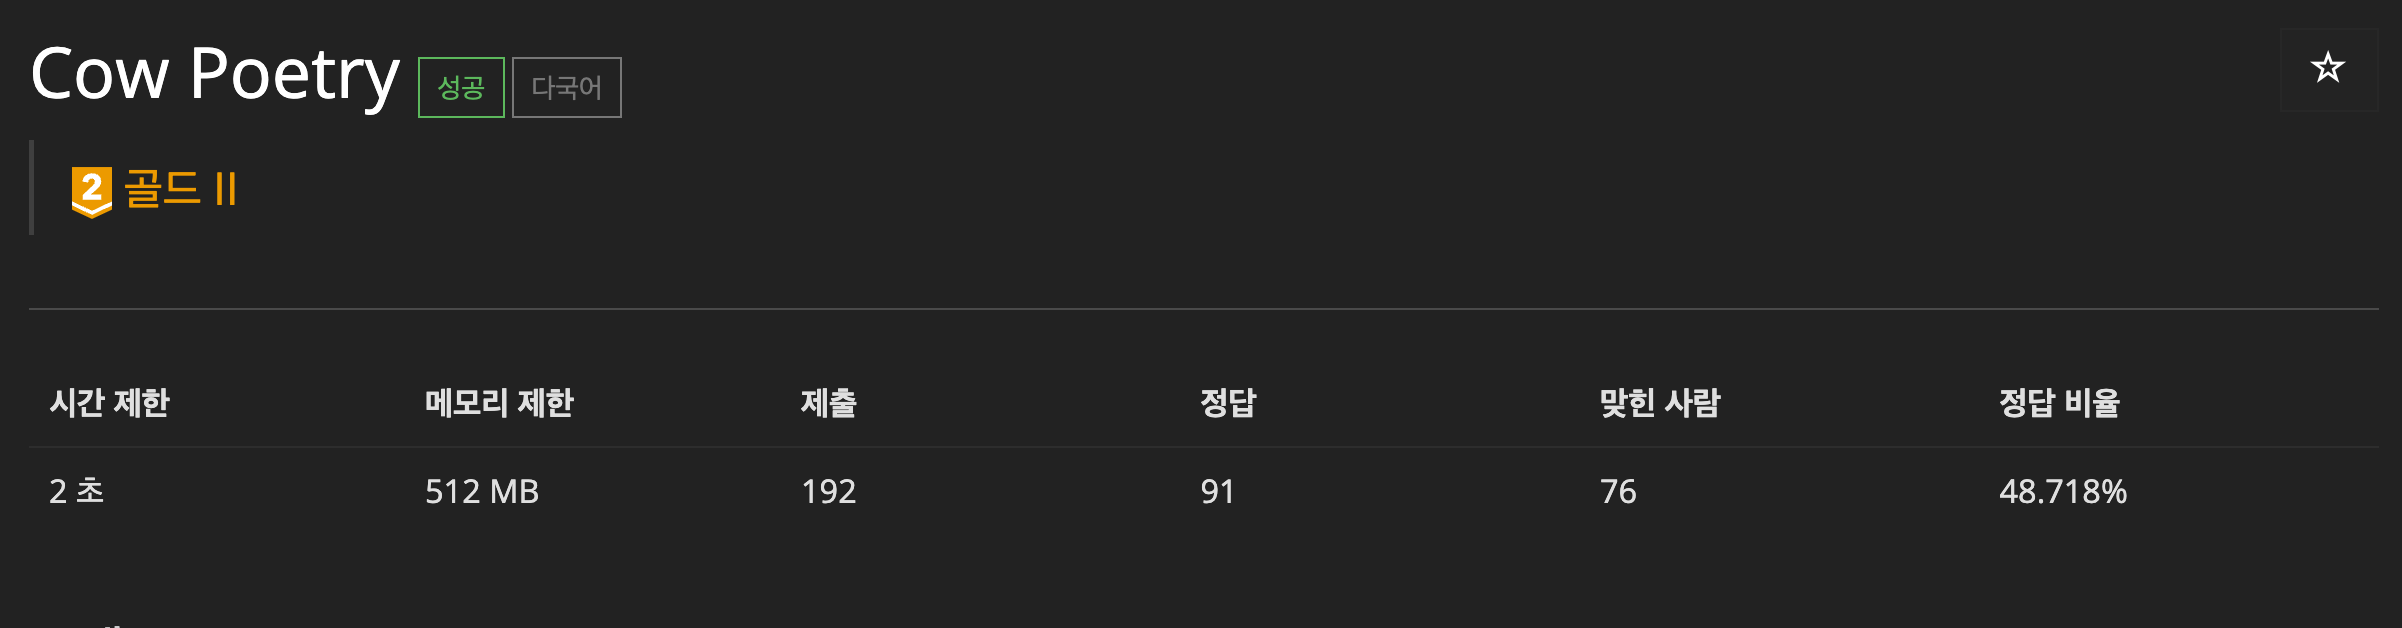 Cow Poetry 성공 다국어
2 골드 II
시간 제한 메모리 제한 제출 정답 맞힌 사람 정답 비율
2 초 512 MB 192 91 76 48.718%